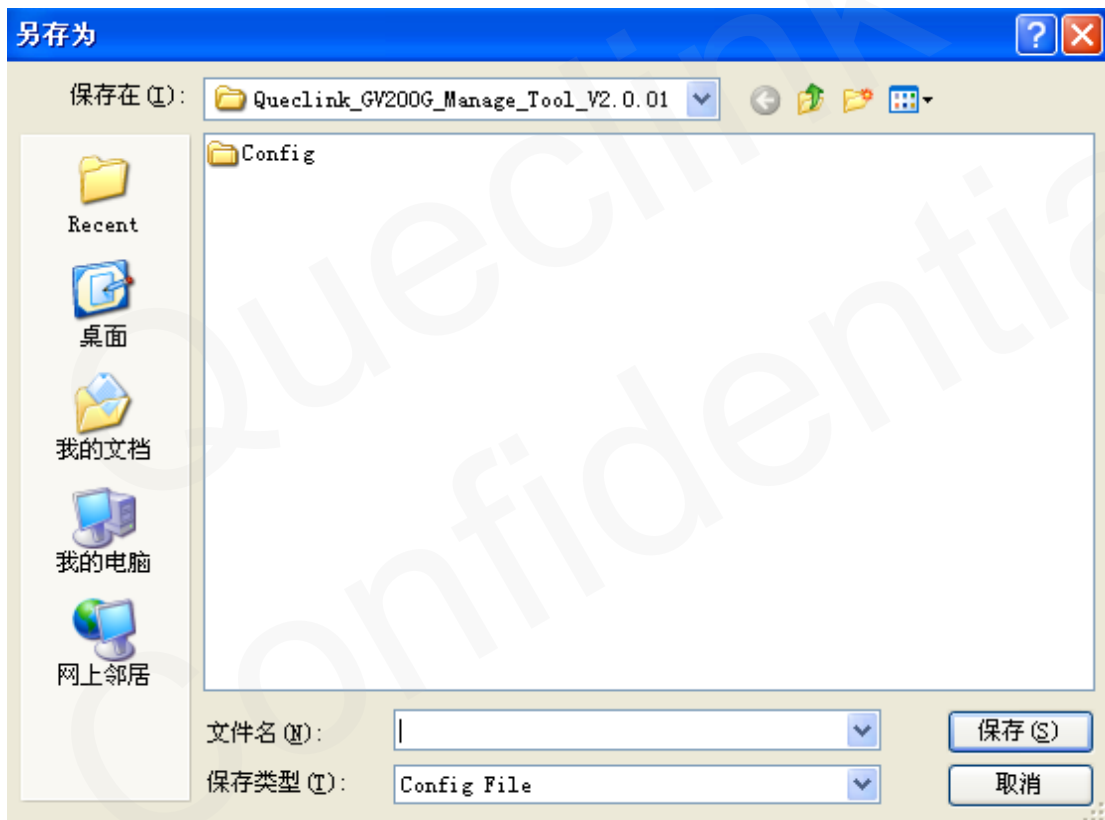 另存为
保存在(I):
Queclink_GV200G_Manage_Tool_V2.0.01
Config
Recent
桌面
我的文档
我的电脑
网上邻居
文件名(N):
保存(S)
保存类型(T):
Config File
取消
Queclink
Confidentia